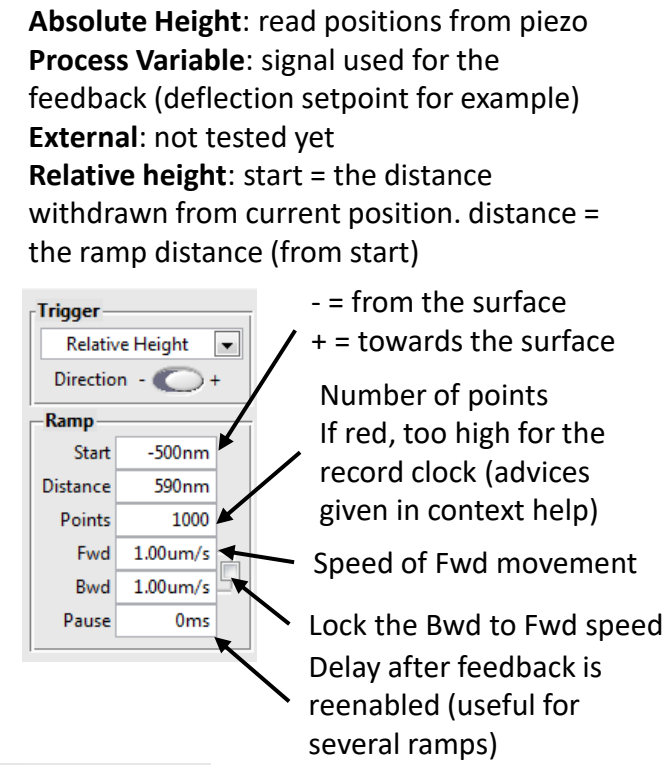 Absolute Height: read positions from piezo
Process Variable: signal used for the
feedback (deflection setpoint for example)
External: not tested yet
Relative height: start = the distance
withdrawn from current position. distance =
the ramp distance (from start)
Trigger
Relative Height
Direction - +
Ramp
Start -500nm
Distance 590nm
Points 1000
Fwd 1.00um/s
Bwd 1.00um/s
Pause 0ms
- = from the surface
+ = towards the surface
Number of points
If red, too high for the
record clock (advices
given in context help)
Speed of Fwd movement
Lock the Bwd to Fwd speed
Delay after feedback is
reenabled (useful for
several ramps)